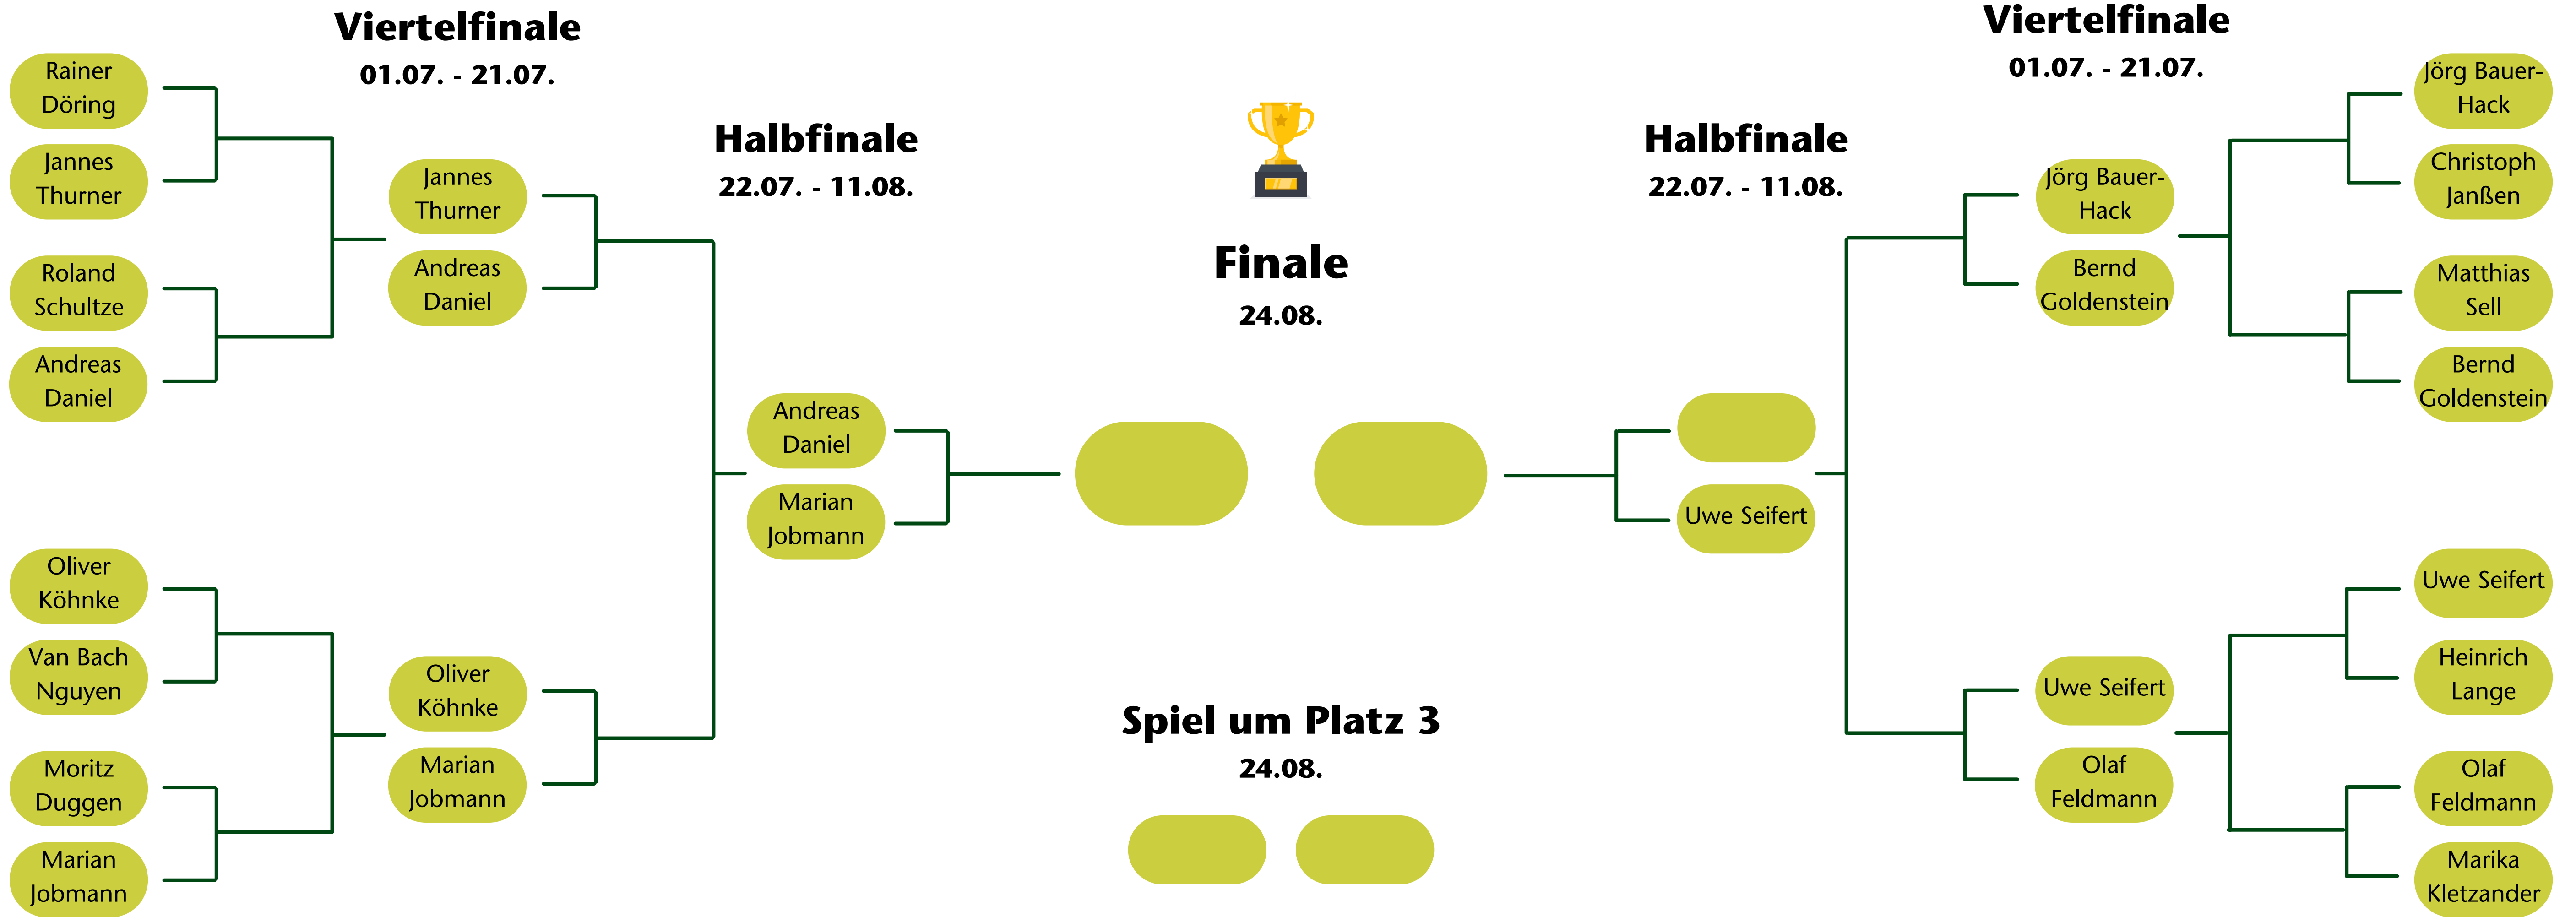 Viertelfinale
01.07. - 21.07.
Rainer
Döring
Jannes
Thurner
Roland
Schultze
Andreas
Daniel
Oliver
Köhnke
Van Bach
Nguyen
Moritz
Duggen
Marian
Jobmann
Jannes
Thurner
Andreas
Daniel
Oliver
Köhnke
Marian
Jobmann
Halbfinale
22.07. - 11.08.
Andreas
Daniel
Marian
Jobmann
Finale
24.08.
Spiel um Platz 3
24.08.
Halbfinale
22.07. - 11.08.
Uwe Seifert
Viertelfinale
01.07. - 21.07.
Jörg Bauer-
Hack
Bernd
Goldenstein
Uwe Seifert
Olaf
Feldmann
Jörg Bauer-
Hack
Christoph
Janßen
Matthias
Sell
Bernd
Goldenstein
Uwe Seifert
Heinrich
Lange
Olaf
Feldmann
Marika
Kletzander